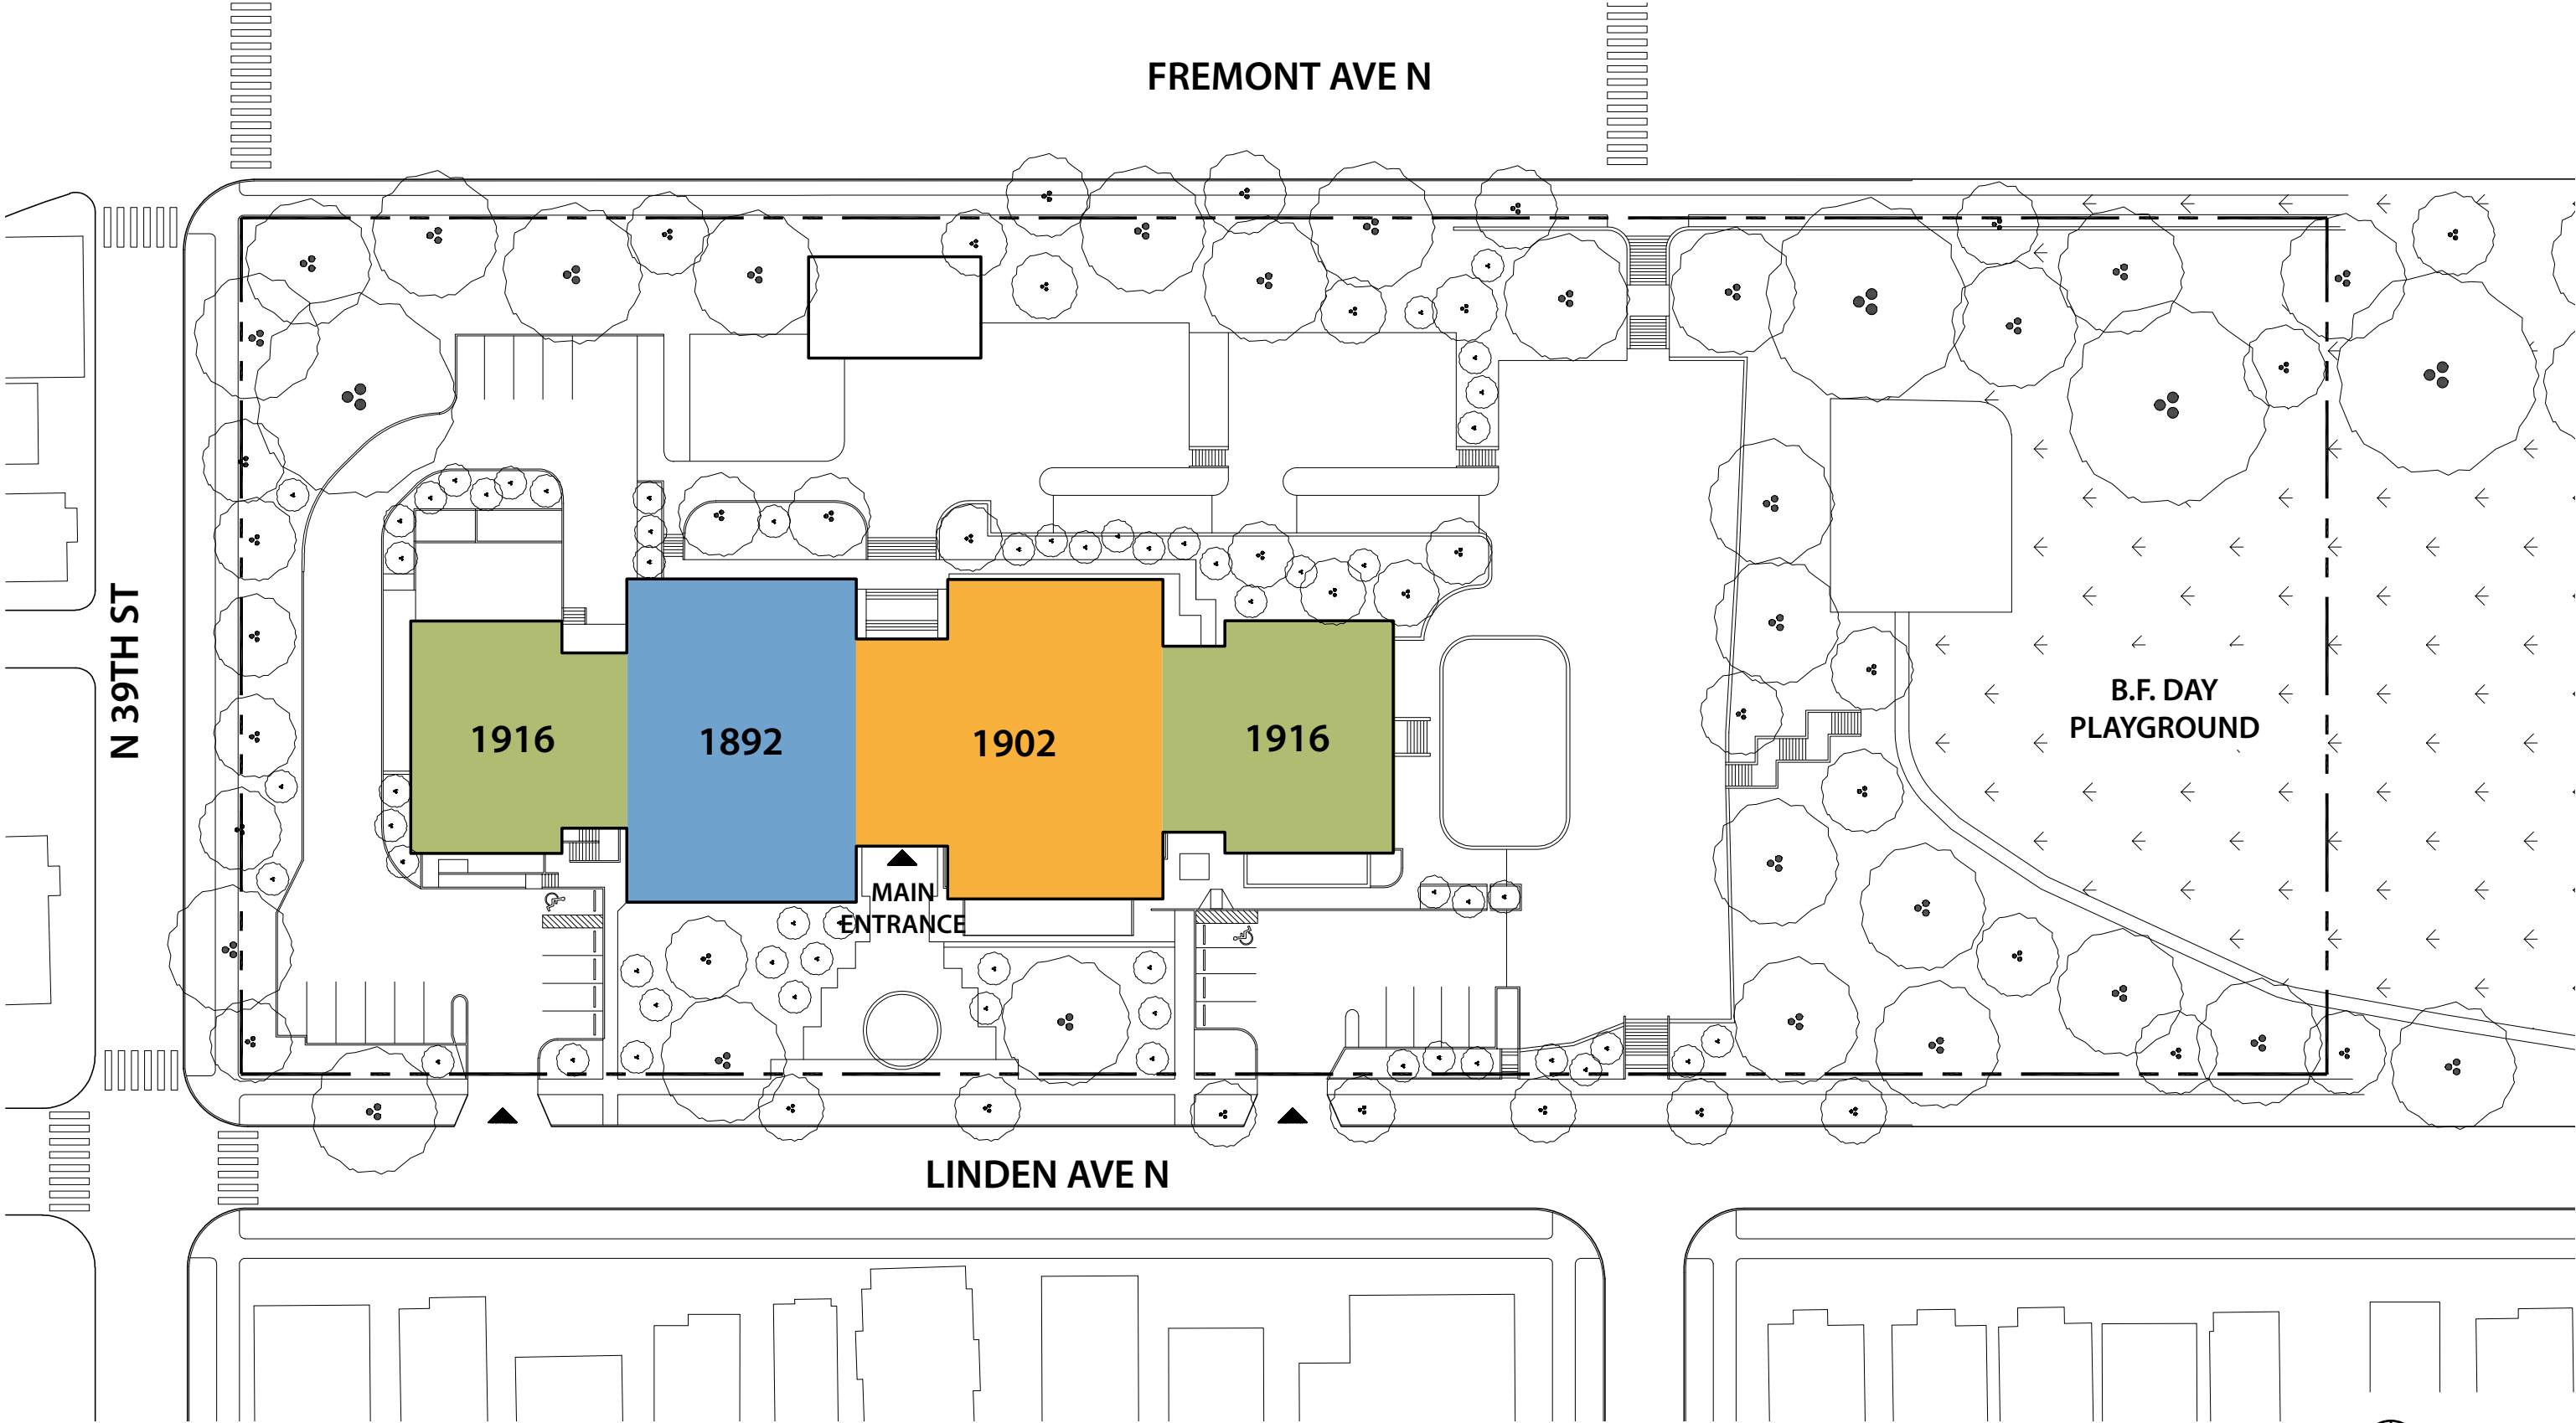 FREMONT AVE N
N 39TH ST
1916
1892
1902
1916
B.F. DAY
PLAYGROUND
MAIN
ENTRANCE
LINDEN AVE N